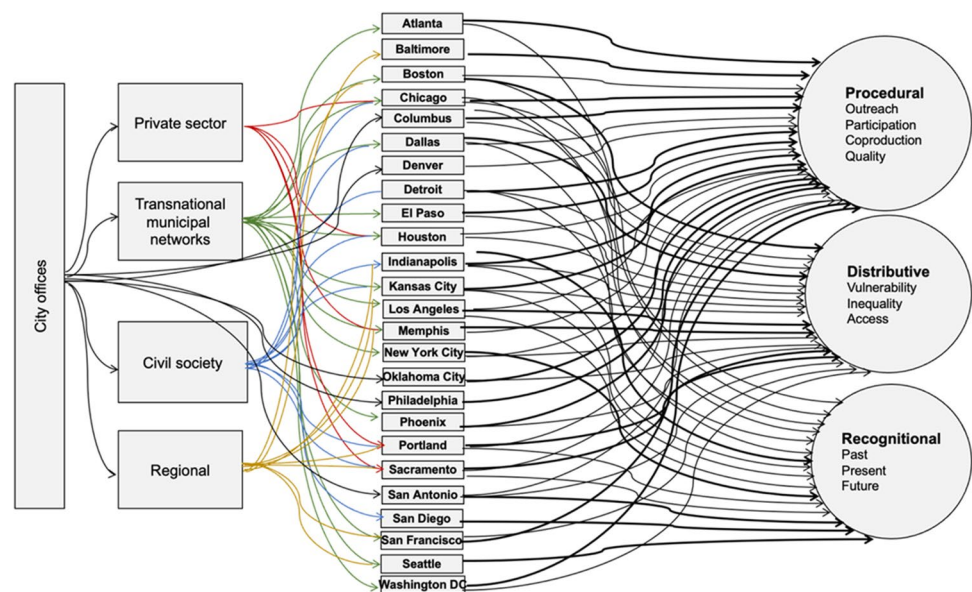 City offices
Private sector
Transnational
municipal
networks
Civil society
Regional
Atlanta
Baltimore
Boston
Chicago
Columbus
Dallas
Denver
Detroit
El Paso
Houston
Indianapolis
Kansas City
Los Angeles
Memphis
New York City
Oklahoma City
Philadelphia
Phoenix
Portland
Sacramento
San Antonio
San Diego
San Francisco
Seattle
Washington DC
Procedural
Outreach
Participation
Coproduction
Quality
Distributive
Vulnerability
Inequality
Access
Recognitional
Past
Present
Future